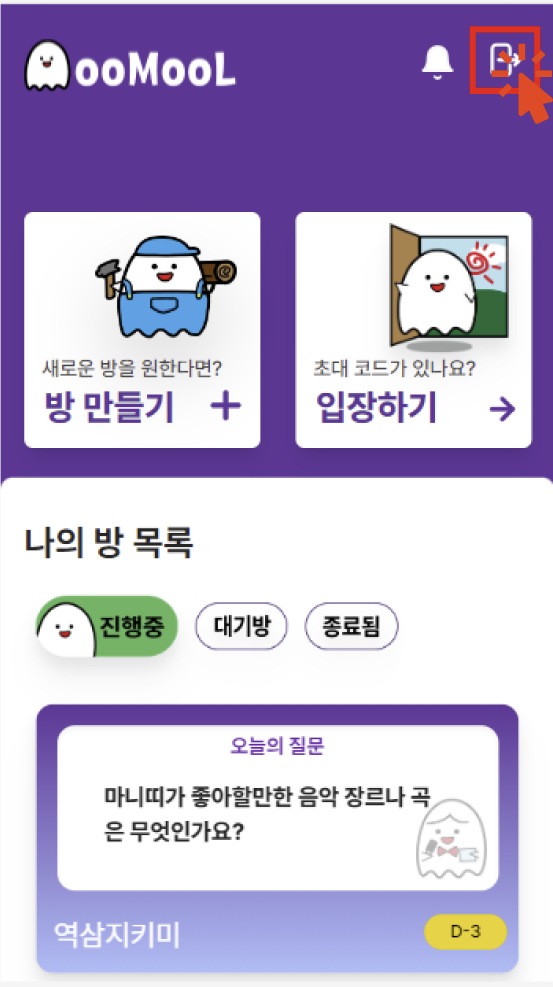 ooMooL
새로운 방을 원한다면?
방 만들기
초대 코드가 있나요?
입장하기
나의 방 목록
진행중
대기방
종료됨
오늘의 질문
마니띠가 좋아할만한 음악 장르나 곡
은 무엇인가요?
역삼지키미
D-3